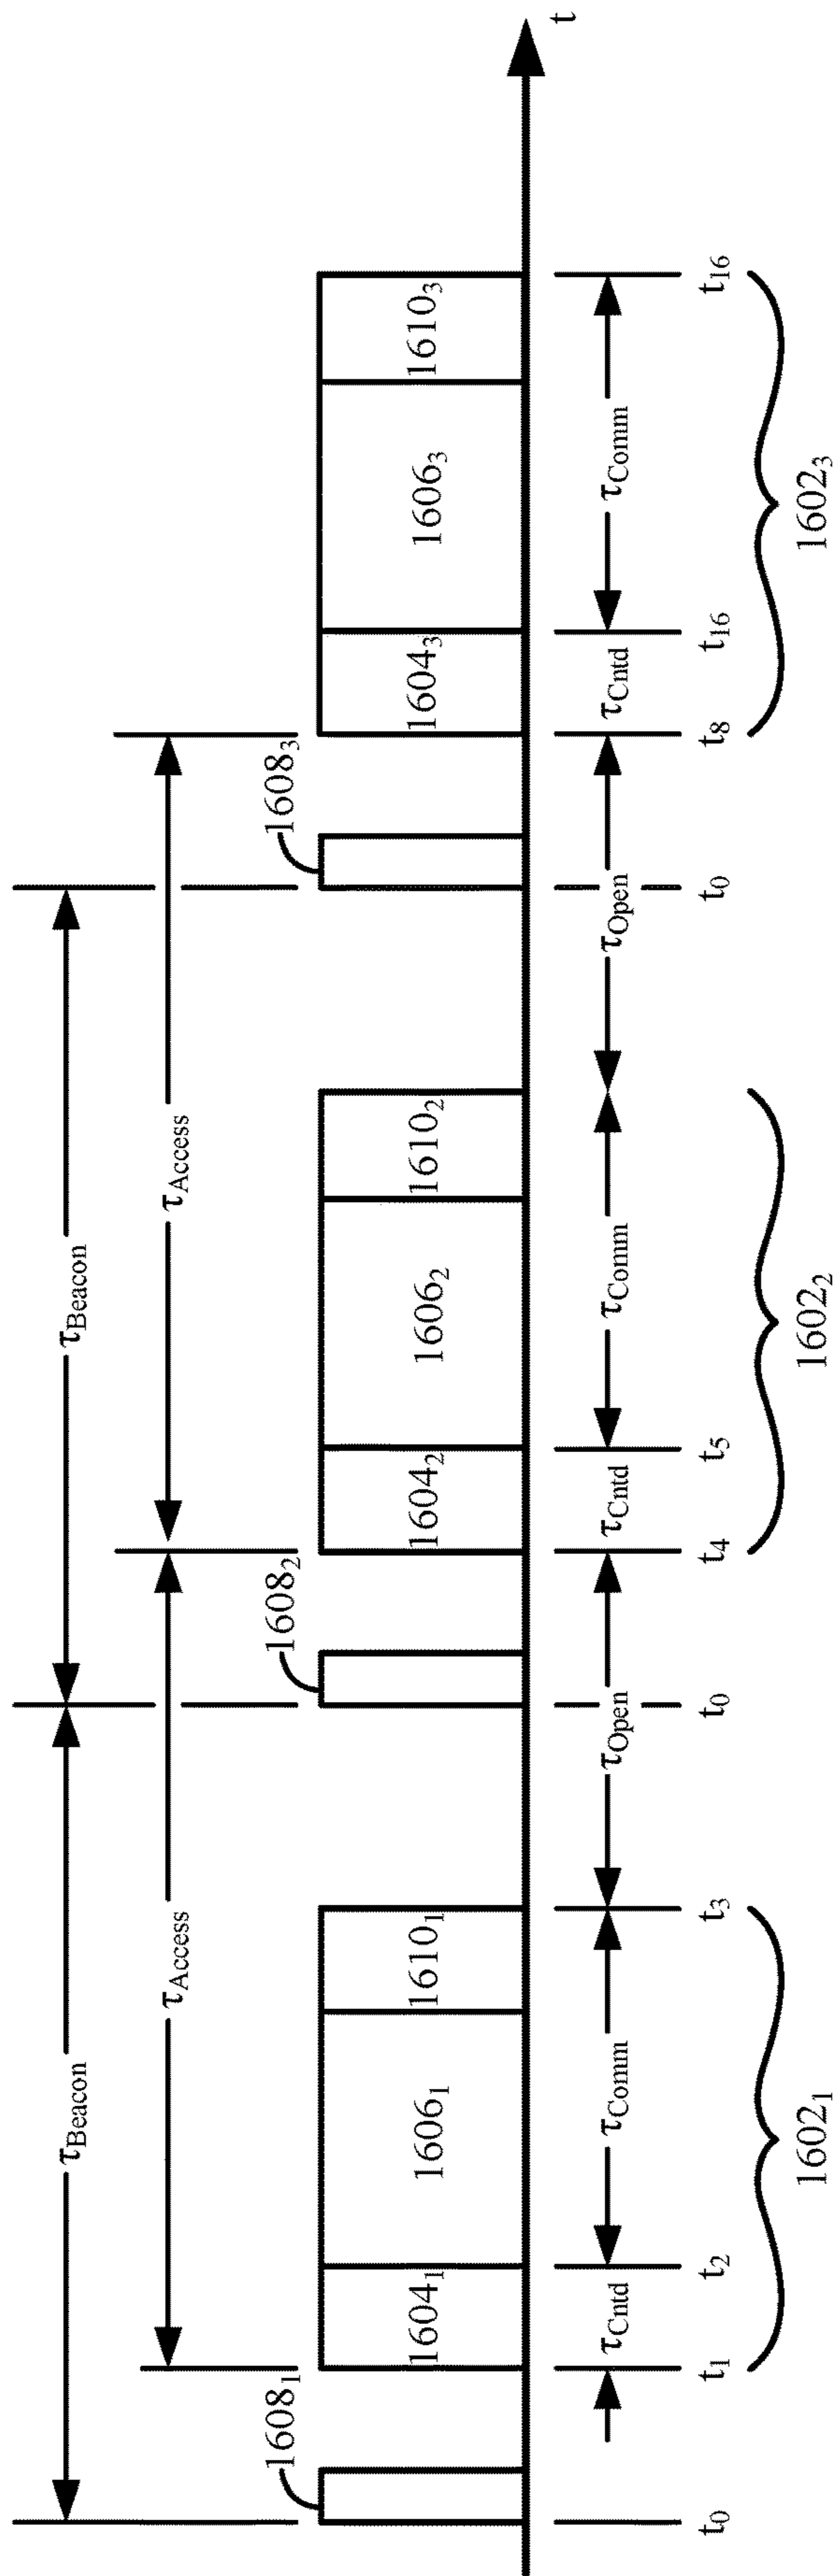 τBeacon τBeacon
τAccess τAccess
1608₁ 1608₂ 1608₃
1604₁ 1606₁ 1610₁ 1604₂ 1606₂ 1610₂ 1604₃ 1606₃ 1610₃
t
τCntd τComm τOpen τCntd τComm τOpen τCntd τComm
t₀ t₁ t₂ t₃ t₀ t₄ t₅ t₀ t₈ t₁₆ t₁₆
1602₁ 1602₂ 1602₃